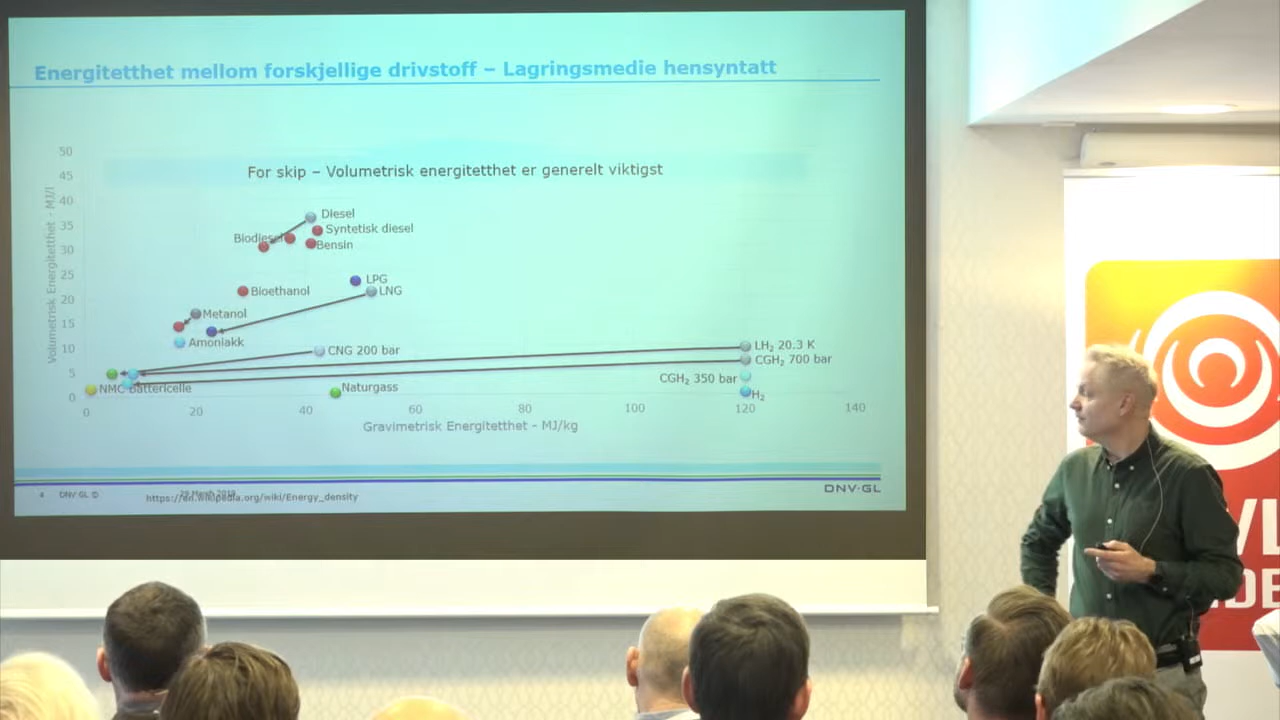 Energitetthet mellom forskjellige drivstoff – Lagringsmedie hensyntatt
For skip – Volumetrisk energitetthet er generelt viktigst
Volumetrisk Energitetthet - MJ/l
50
45
40
35
30
25
20
15
10
5
0
Diesel
Syntetisk diesel
Biodiesel
Bensin
LPG
Bioethanol
LNG
Metanol
Amoniakk
CNG 200 bar
LH₂ 20.3 K
CGH₂ 700 bar
CGH₂ 350 bar
NMC Battericelle
Naturgass
H₂
0 20 40 60 80 100 120 140
Gravimetrisk Energitetthet - MJ/kg
4 DNV GL ©
https://en.wikipedia.org/wiki/Energy_density
DNV·GL